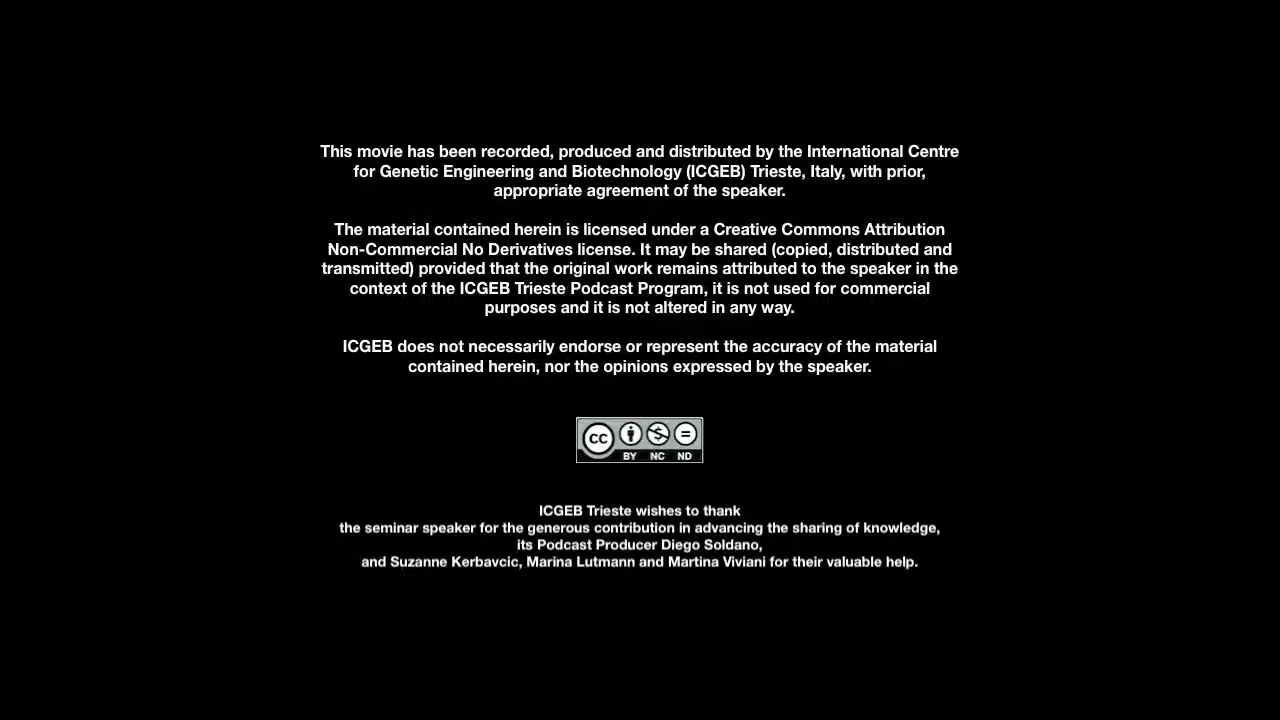 This movie has been recorded, produced and distributed by the International Centre
for Genetic Engineering and Biotechnology (ICGEB) Trieste, Italy, with prior,
appropriate agreement of the speaker.
The material contained herein is licensed under a Creative Commons Attribution
Non-Commercial No Derivatives license. It may be shared (copied, distributed and
transmitted) provided that the original work remains attributed to the speaker in the
context of the ICGEB Trieste Podcast Program, it is not used for commercial
purposes and it is not altered in any way.
ICGEB does not necessarily endorse or represent the accuracy of the material
contained herein, nor the opinions expressed by the speaker.
CC
BY NC ND
ICGEB Trieste wishes to thank
the seminar speaker for the generous contribution in advancing the sharing of knowledge,
its Podcast Producer Diego Soldano,
and Suzanne Kerbavcic, Marina Lutmann and Martina Viviani for their valuable help.